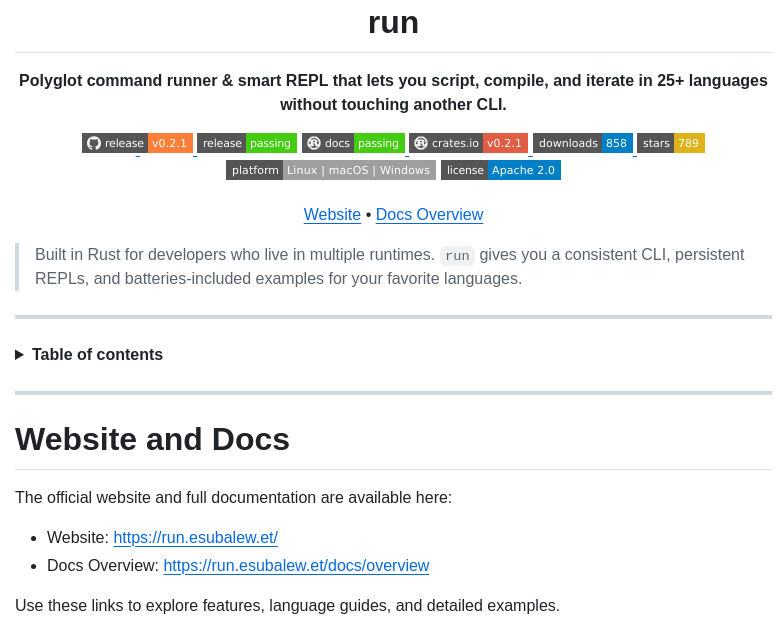 run
Polyglot command runner & smart REPL that lets you script, compile, and iterate in 25+ languages
without touching another CLI.
release v0.2.1 release passing docs passing crates.io v0.2.1 downloads 858 stars 789
platform Linux | macOS | Windows license Apache 2.0
Website • Docs Overview
Built in Rust for developers who live in multiple runtimes. run gives you a consistent CLI, persistent
REPLs, and batteries-included examples for your favorite languages.
Table of contents
Website and Docs
The official website and full documentation are available here:
• Website: https://run.esubalew.et/
• Docs Overview: https://run.esubalew.et/docs/overview
Use these links to explore features, language guides, and detailed examples.